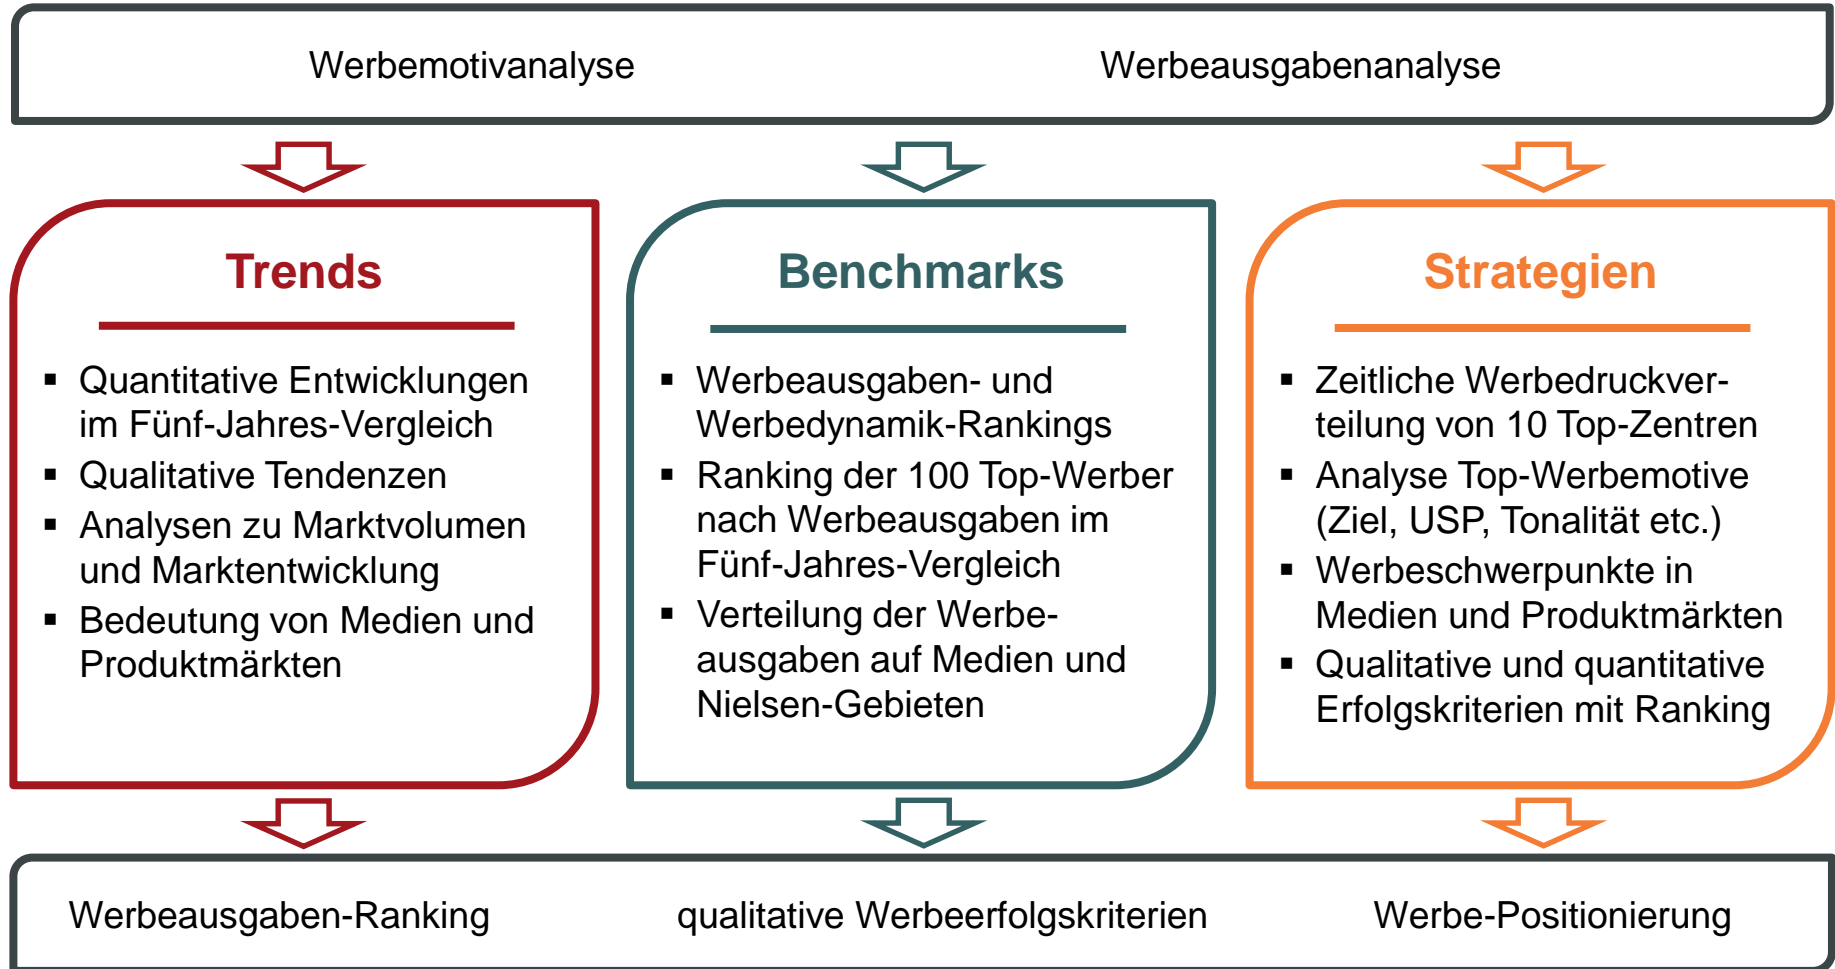 Werbemotivanalyse Werbeausgabenanalyse
Trends
▪ Quantitative Entwicklungen
im Fünf-Jahres-Vergleich
▪ Qualitative Tendenzen
▪ Analysen zu Marktvolumen
und Marktentwicklung
▪ Bedeutung von Medien und
Produktmärkten
Benchmarks
▪ Werbeausgaben- und
Werbedynamik-Rankings
▪ Ranking der 100 Top-Werber
nach Werbeausgaben im
Fünf-Jahres-Vergleich
▪ Verteilung der Werbe-
ausgaben auf Medien und
Nielsen-Gebieten
Strategien
▪ Zeitliche Werbedruckver-
teilung von 10 Top-Zentren
▪ Analyse Top-Werbemotive
(Ziel, USP, Tonalität etc.)
▪ Werbeschwerpunkte in
Medien und Produktmärkten
▪ Qualitative und quantitative
Erfolgskriterien mit Ranking
Werbeausgaben-Ranking qualitative Werbeerfolgskriterien Werbe-Positionierung